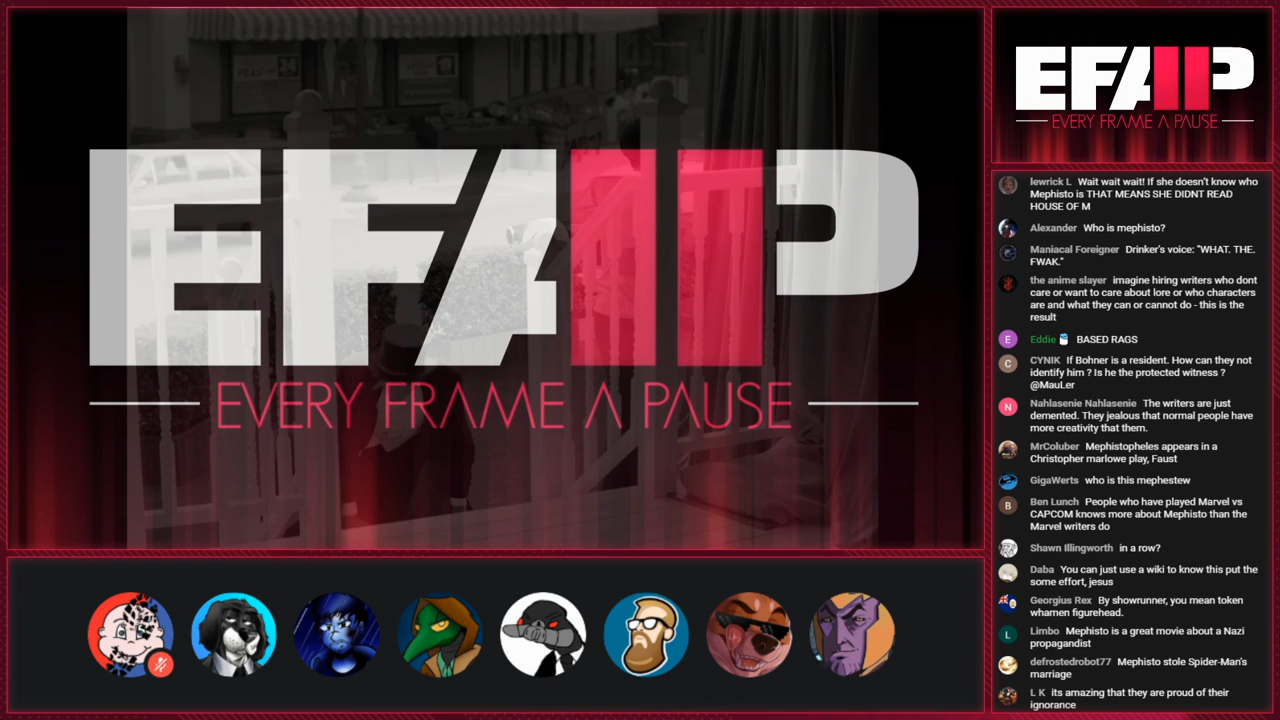 EFAP
EVERY FRAME A PAUSE
EFAP
EVERY FRAME A PAUSE
lewrick L Wait wait wait! If she doesn't know who
Mephisto is THAT MEANS SHE DIDNT READ
HOUSE OF M
Alexander Who is mephisto?
Maniacal Foreigner Drinker's voice: "WHAT. THE.
FWAK."
the anime slayer imagine hiring writers who dont
care or want to care about lore or who characters
are and what they can or cannot do - this is the
result
E
Eddie BASED RAGS
C
CYNIK If Bohner is a resident. How can they not
identify him ? Is he the protected witness ?
@MauLer
N
Nahlasenie Nahlasenie The writers are just
demented. They jealous that normal people have
more creativity that them.
MrColuber Mephistopheles appears in a
Christopher marlowe play, Faust
GigaWerts who is this mephestew
B
Ben Lunch People who have played Marvel vs
CAPCOM knows more about Mephisto than the
Marvel writers do
Shawn Illingworth in a row?
Daba You can just use a wiki to know this put the
some effort, jesus
Georgius Rex By showrunner, you mean token
whamen figurehead.
L
Limbo Mephisto is a great movie about a Nazi
propagandist
defrostedrobot77 Mephisto stole Spider-Man's
marriage
L K its amazing that they are proud of their
ignorance